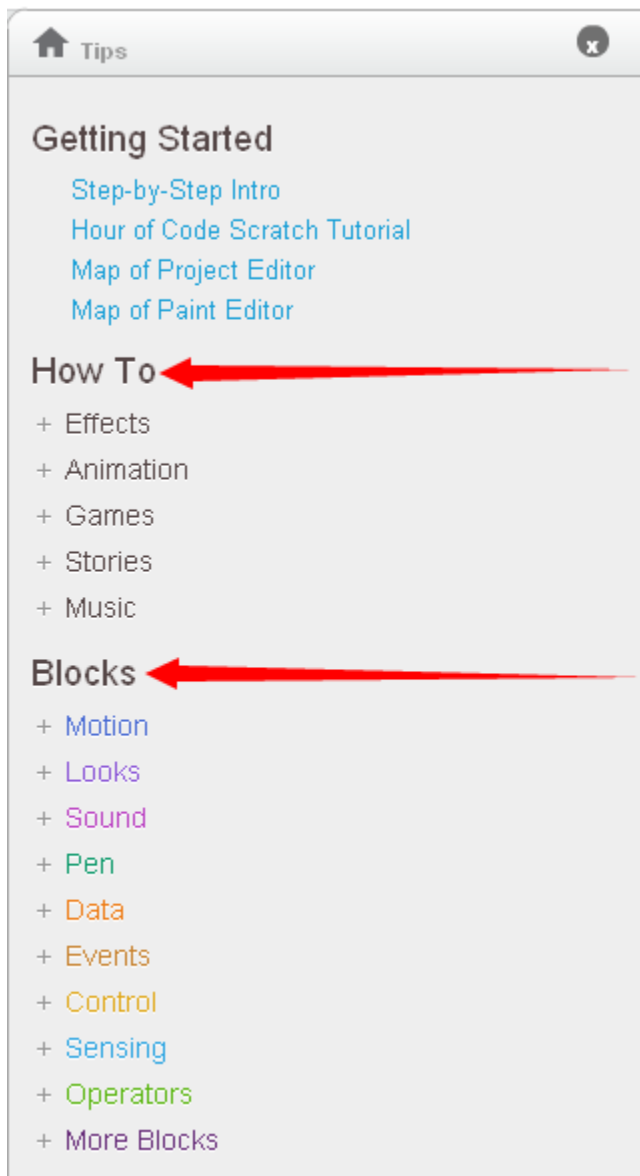 Tips
x
Getting Started
Step-by-Step Intro
Hour of Code Scratch Tutorial
Map of Project Editor
Map of Paint Editor
How To
+ Effects
+ Animation
+ Games
+ Stories
+ Music
Blocks
+ Motion
+ Looks
+ Sound
+ Pen
+ Data
+ Events
+ Control
+ Sensing
+ Operators
+ More Blocks